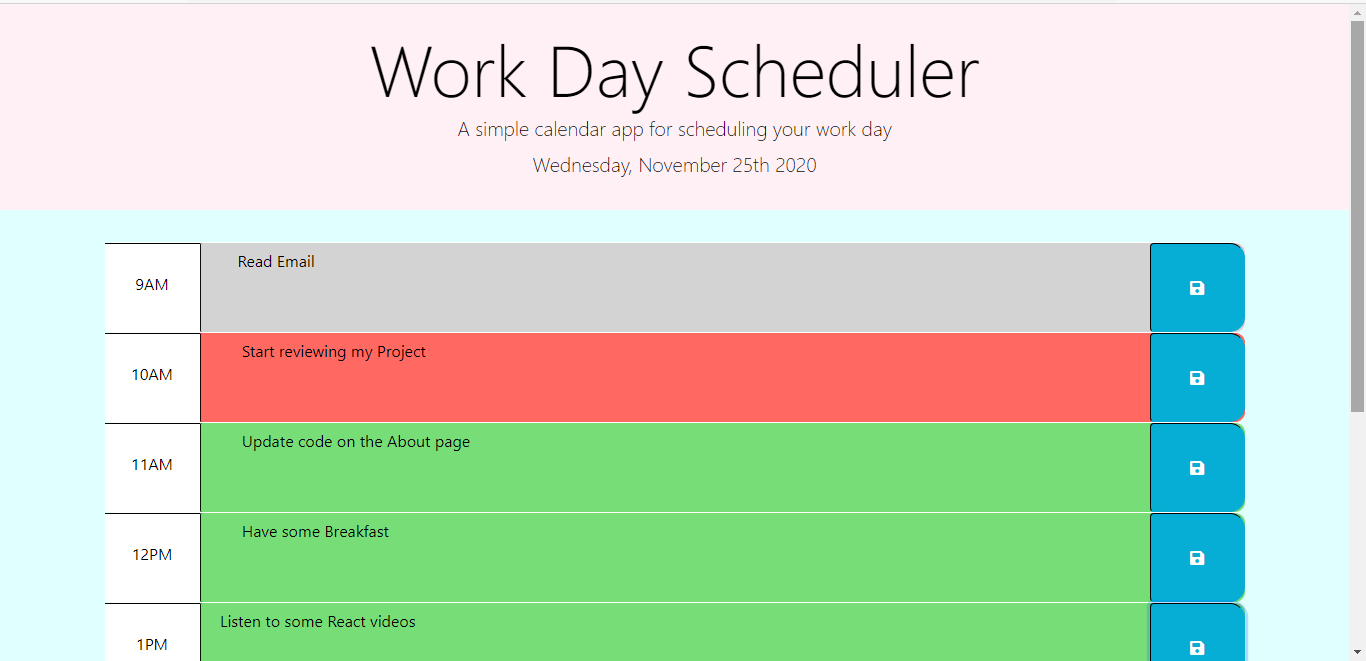 Work Day Scheduler
A simple calendar app for scheduling your work day
Wednesday, November 25th 2020
9AM
Read Email
10AM
Start reviewing my Project
11AM
Update code on the About page
12PM
Have some Breakfast
1PM
Listen to some React videos